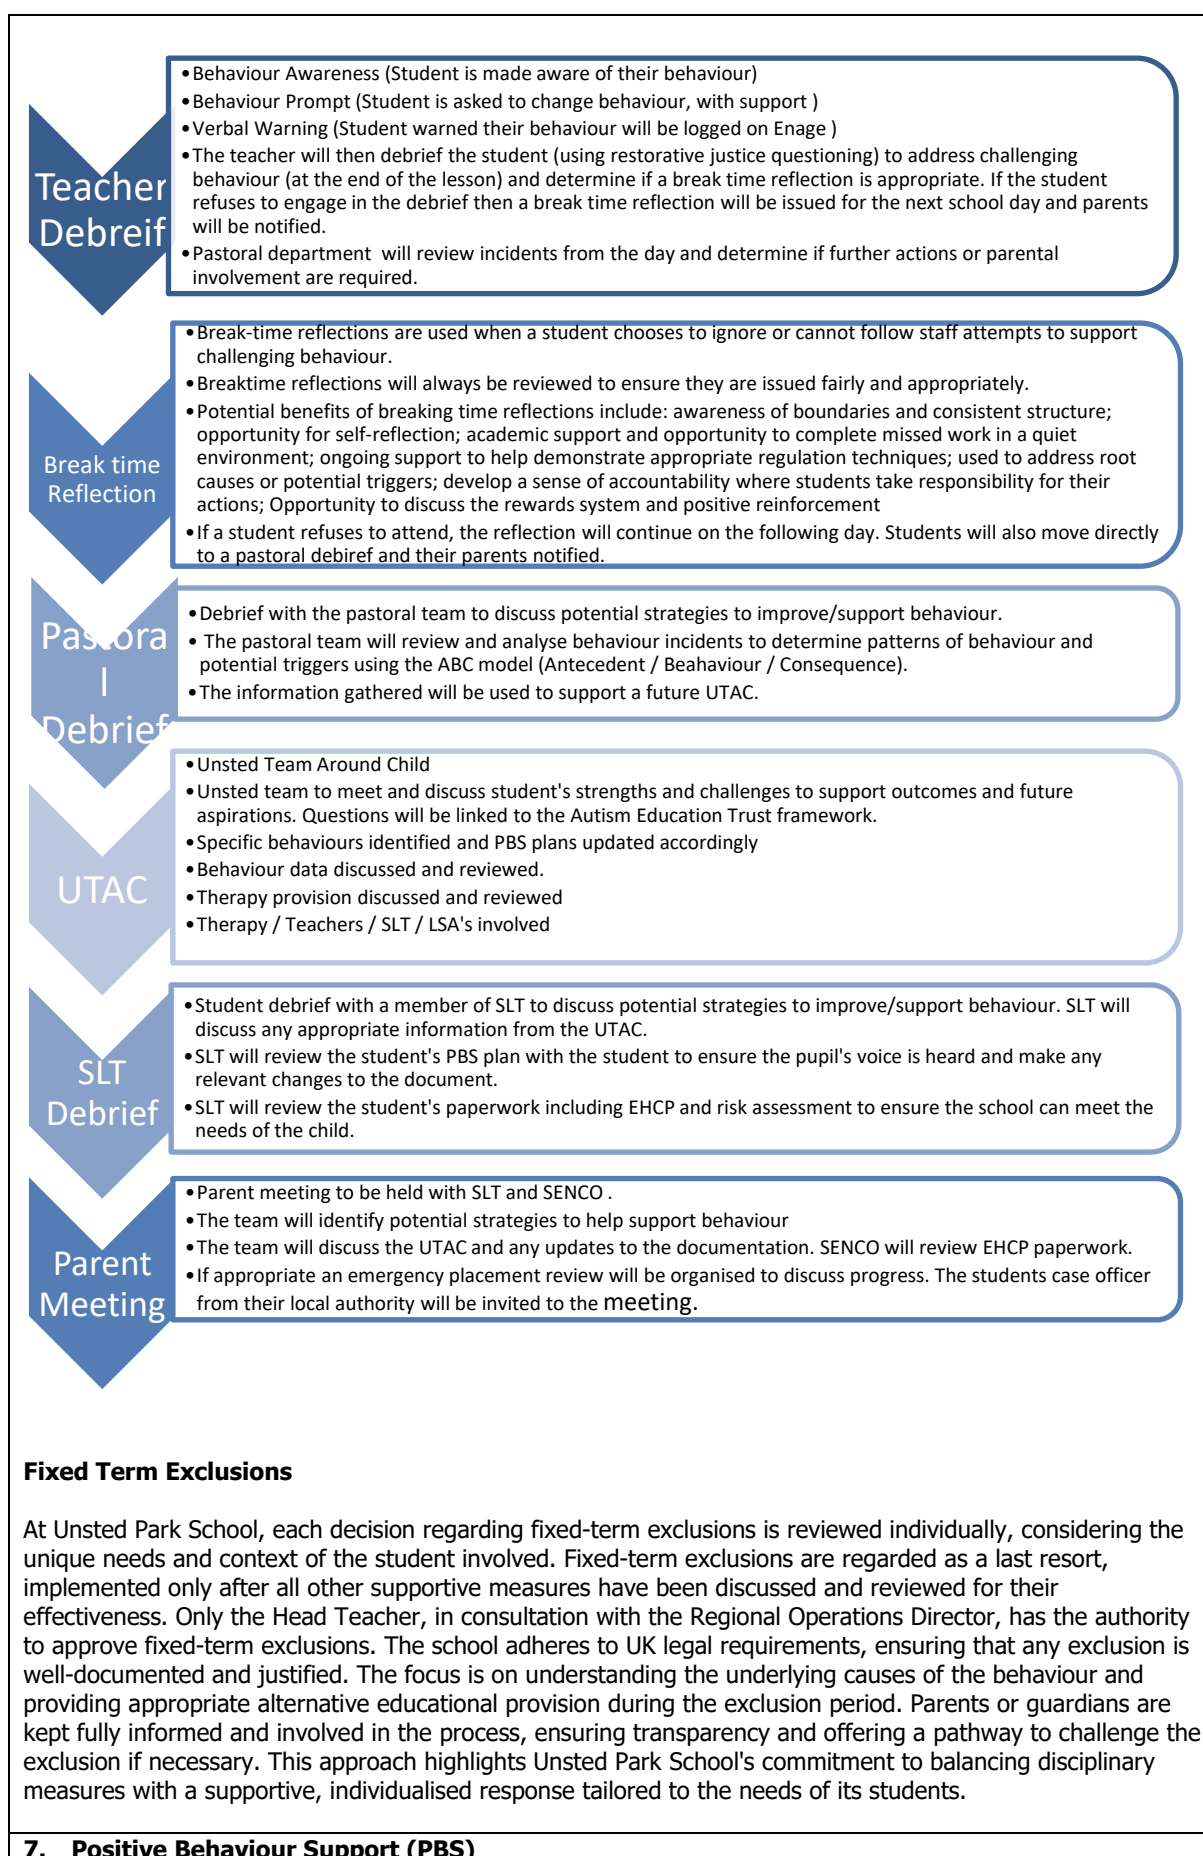 Teacher
Debreif
•Behaviour Awareness (Student is made aware of their behaviour)
•Behaviour Prompt (Student is asked to change behaviour, with support )
•Verbal Warning (Student warned their behaviour will be logged on Enage )
•The teacher will then debrief the student (using restorative justice questioning) to address challenging
behaviour (at the end of the lesson) and determine if a break time reflection is appropriate. If the student
refuses to engage in the debrief then a break time reflection will be issued for the next school day and parents
will be notified.
•Pastoral department  will review incidents from the day and determine if further actions or parental
involvement are required.
Break time
Reflection
•Break-time reflections are used when a student chooses to ignore or cannot follow staff attempts to support
challenging behaviour.
•Breaktime reflections will always be reviewed to ensure they are issued fairly and appropriately.
•Potential benefits of breaking time reflections include: awareness of boundaries and consistent structure;
opportunity for self-reflection; academic support and opportunity to complete missed work in a quiet
environment; ongoing support to help demonstrate appropriate regulation techniques; used to address root
causes or potential triggers; develop a sense of accountability where students take responsibility for their
actions; Opportunity to discuss the rewards system and positive reinforcement
•If a student refuses to attend, the reflection will continue on the following day. Students will also move directly
to a pastoral debiref and their parents notified.
Pastora
l
Debrief
•Debrief with the pastoral team to discuss potential strategies to improve/support behaviour.
• The pastoral team will review and analyse behaviour incidents to determine patterns of behaviour and
potential triggers using the ABC model (Antecedent / Beahaviour / Consequence).
•The information gathered will be used to support a future UTAC.
UTAC
•Unsted Team Around Child
•Unsted team to meet and discuss student's strengths and challenges to support outcomes and future
aspirations. Questions will be linked to the Autism Education Trust framework.
•Specific behaviours identified and PBS plans updated accordingly
•Behaviour data discussed and reviewed.
•Therapy provision discussed and reviewed
•Therapy / Teachers / SLT / LSA's involved
SLT
Debrief
•Student debrief with a member of SLT to discuss potential strategies to improve/support behaviour. SLT will
discuss any appropriate information from the UTAC.
•SLT will review the student's PBS plan with the student to ensure the pupil's voice is heard and make any
relevant changes to the document.
•SLT will review the student's paperwork including EHCP and risk assessment to ensure the school can meet the
needs of the child.
Parent
Meeting
•Parent meeting to be held with SLT and SENCO .
•The team will identify potential strategies to help support behaviour
•The team will discuss the UTAC and any updates to the documentation. SENCO will review EHCP paperwork.
•If appropriate an emergency placement review will be organised to discuss progress. The students case officer
from their local authority will be invited to the meeting.
Fixed Term Exclusions
At Unsted Park School, each decision regarding fixed-term exclusions is reviewed individually, considering the
unique needs and context of the student involved. Fixed-term exclusions are regarded as a last resort,
implemented only after all other supportive measures have been discussed and reviewed for their
effectiveness. Only the Head Teacher, in consultation with the Regional Operations Director, has the authority
to approve fixed-term exclusions. The school adheres to UK legal requirements, ensuring that any exclusion is
well-documented and justified. The focus is on understanding the underlying causes of the behaviour and
providing appropriate alternative educational provision during the exclusion period. Parents or guardians are
kept fully informed and involved in the process, ensuring transparency and offering a pathway to challenge the
exclusion if necessary. This approach highlights Unsted Park School's commitment to balancing disciplinary
measures with a supportive, individualised response tailored to the needs of its students.
7. Positive Behaviour Support (PBS)